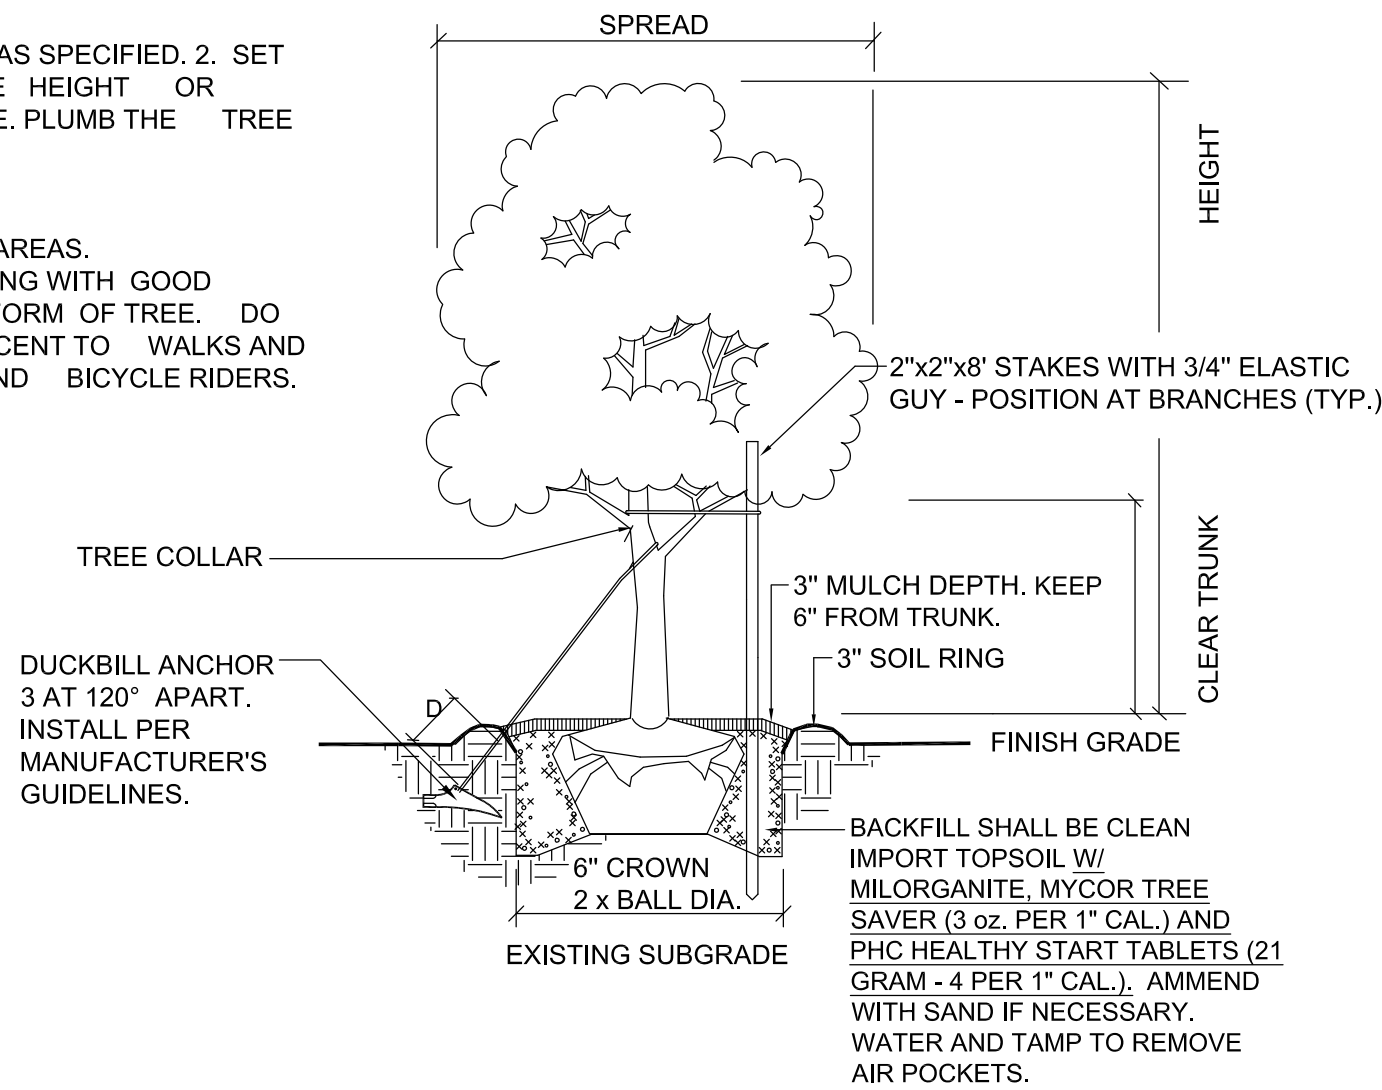 SPREAD
AS SPECIFIED. 2. SET
E HEIGHT OR
E. PLUMB THE TREE
HEIGHT
AREAS.
NG WITH GOOD
FORM OF TREE. DO
CENT TO WALKS AND
ND BICYCLE RIDERS.
2"x2"x8' STAKES WITH 3/4" ELASTIC
GUY - POSITION AT BRANCHES (TYP.)
TREE COLLAR
CLEAR TRUNK
3" MULCH DEPTH. KEEP
6" FROM TRUNK.
3" SOIL RING
DUCKBILL ANCHOR
3 AT 120° APART.
INSTALL PER
MANUFACTURER'S
GUIDELINES.
D
FINISH GRADE
6" CROWN
2 x BALL DIA.
EXISTING SUBGRADE
BACKFILL SHALL BE CLEAN
IMPORT TOPSOIL W/
MILORGANITE, MYCOR TREE
SAVER (3 oz. PER 1" CAL.) AND
PHC HEALTHY START TABLETS (21
GRAM - 4 PER 1" CAL.). AMMEND
WITH SAND IF NECESSARY.
WATER AND TAMP TO REMOVE
AIR POCKETS.